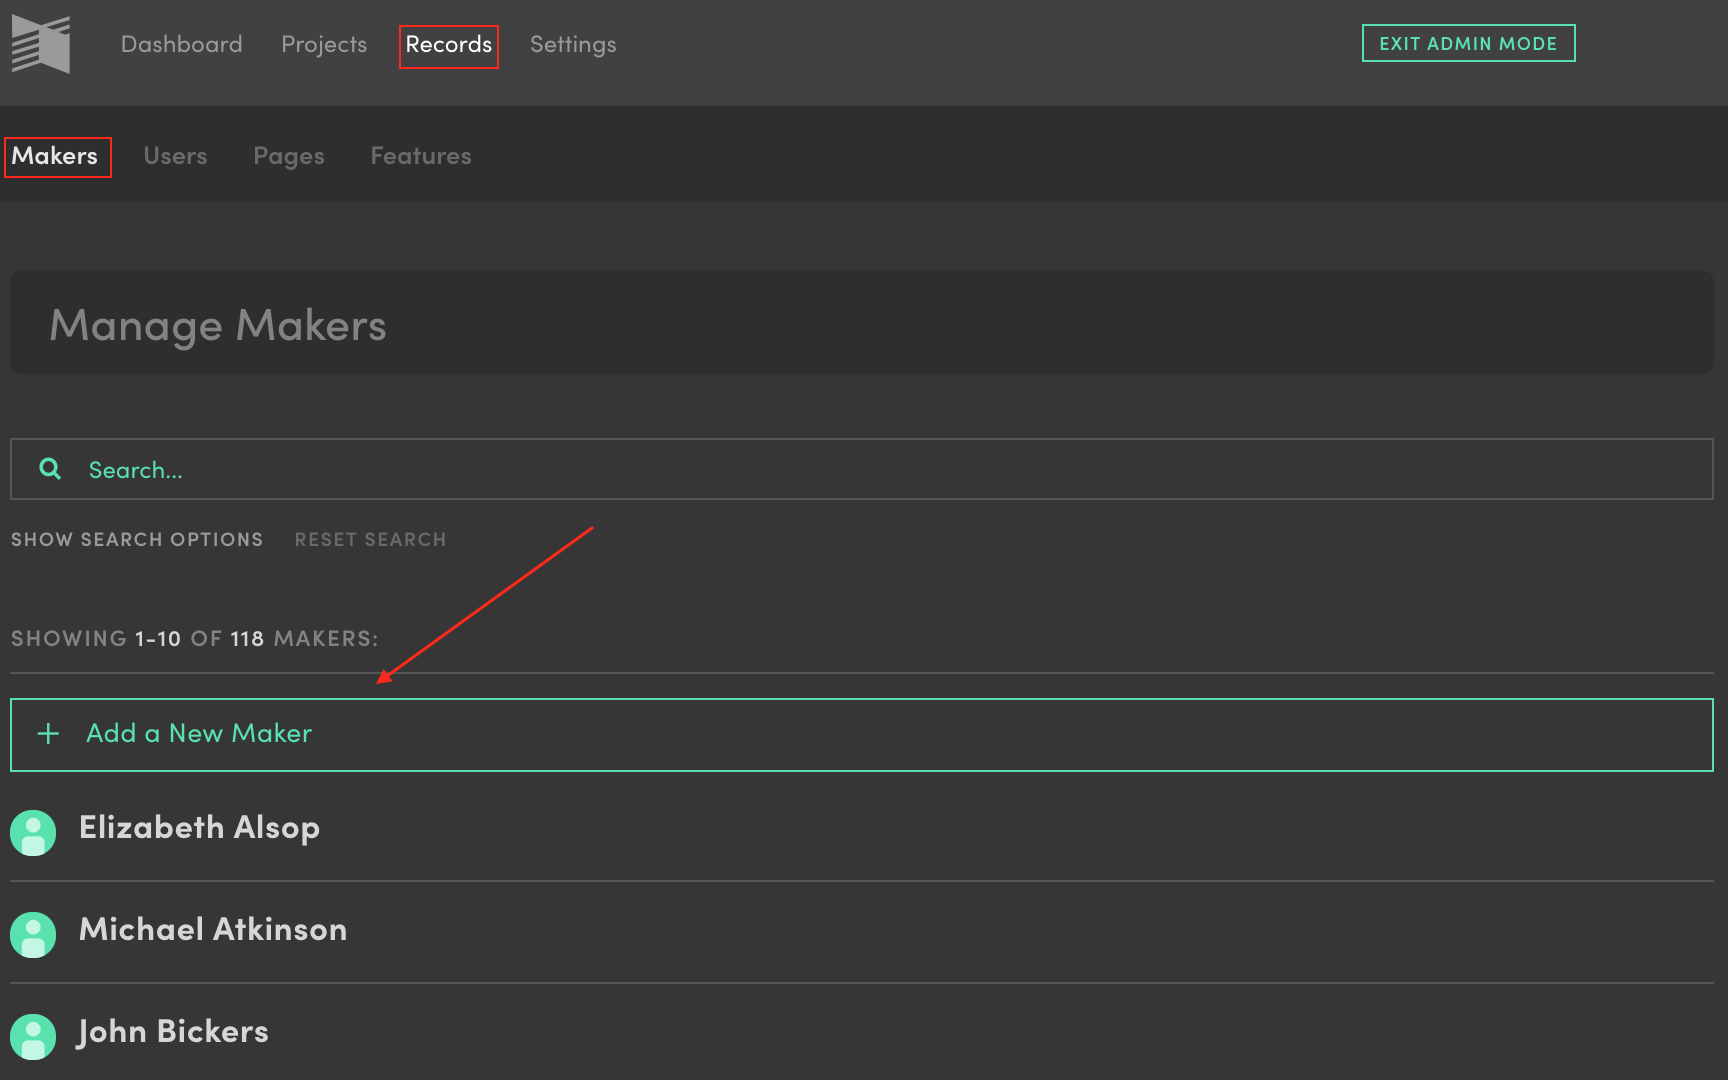 Dashboard Projects Records Settings EXIT ADMIN MODE
Makers Users Pages Features
Manage Makers
Search...
SHOW SEARCH OPTIONS RESET SEARCH
SHOWING 1-10 OF 118 MAKERS:
+ Add a New Maker
Elizabeth Alsop
Michael Atkinson
John Bickers